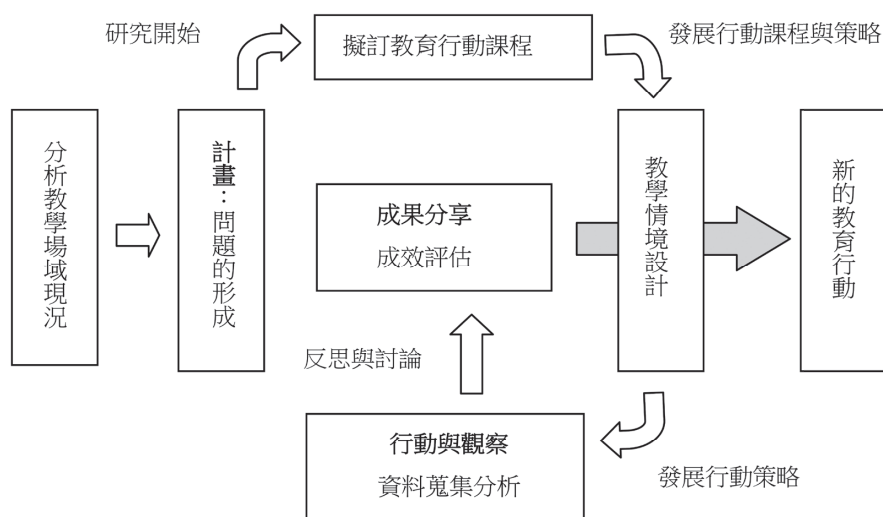 研究開始
擬訂教育行動課程
發展行動課程與策略
分析教學場域現況
計畫：問題的形成
成果分享
成效評估
教學情境設計
新的教育行動
反思與討論
行動與觀察
資料蒐集分析
發展行動策略